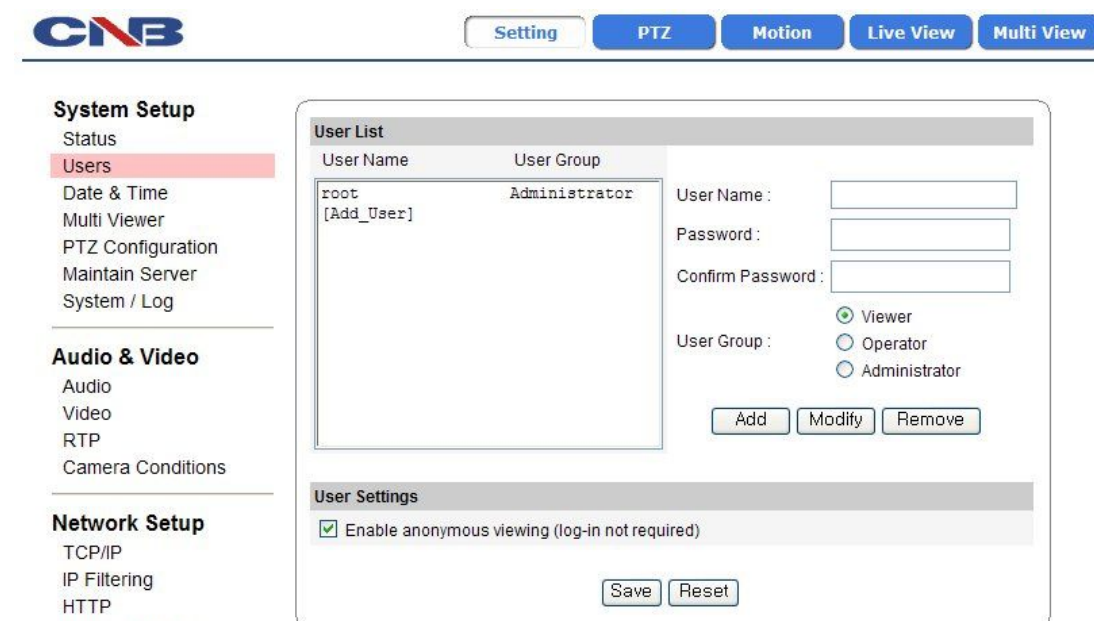 CNB
Setting PTZ Motion Live View Multi View
System Setup
Status
Users
Date & Time
Multi Viewer
PTZ Configuration
Maintain Server
System / Log
Audio & Video
Audio
Video
RTP
Camera Conditions
Network Setup
TCP/IP
IP Filtering
HTTP
User List
User Name User Group
root Administrator
[Add_User]
User Name :
Password :
Confirm Password :
User Group :
Viewer
Operator
Administrator
Add Modify Remove
User Settings
Enable anonymous viewing (log-in not required)
Save Reset